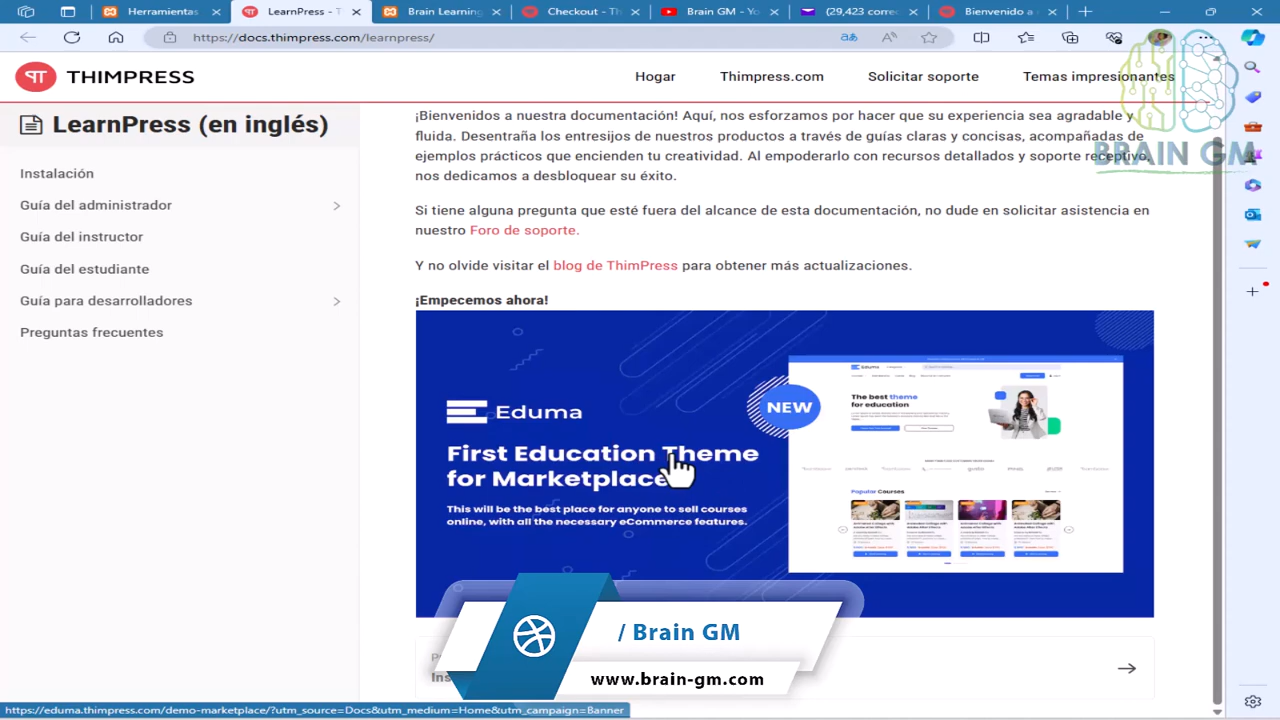 Herramientas
LearnPress - T
Brain Learning
Checkout - Th
Brain GM - Yo
(29,423 correo
Bienvenido a
https://docs.thimpress.com/learnpress/
THIMPRESS
Hogar
Thimpress.com
Solicitar soporte
Temas impresionantes
BRAIN GM
LearnPress (en inglés)
Instalación
Guía del administrador
Guía del instructor
Guía del estudiante
Guía para desarrolladores
Preguntas frecuentes
¡Bienvenidos a nuestra documentación! Aquí, nos esforzamos por hacer que su experiencia sea agradable y
fluida. Desentraña los entresijos de nuestros productos a través de guías claras y concisas, acompañadas de
ejemplos prácticos que encienden tu creatividad. Al empoderarlo con recursos detallados y soporte receptivo,
nos dedicamos a desbloquear su éxito.
Si tiene alguna pregunta que esté fuera del alcance de esta documentación, no dude en solicitar asistencia en
nuestro Foro de soporte.
Y no olvide visitar el blog de ThimPress para obtener más actualizaciones.
¡Empecemos ahora!
Eduma
First Education Theme
for Marketplace
This will be the best place for anyone to sell courses
online, with all the necessary eCommerce features.
NEW
Eduma
The best theme
for education
Popular Courses
/ Brain GM
www.brain-gm.com
https://eduma.thimpress.com/demo-marketplace/?utm_source=Docs&utm_medium=Home&utm_campaign=Banner